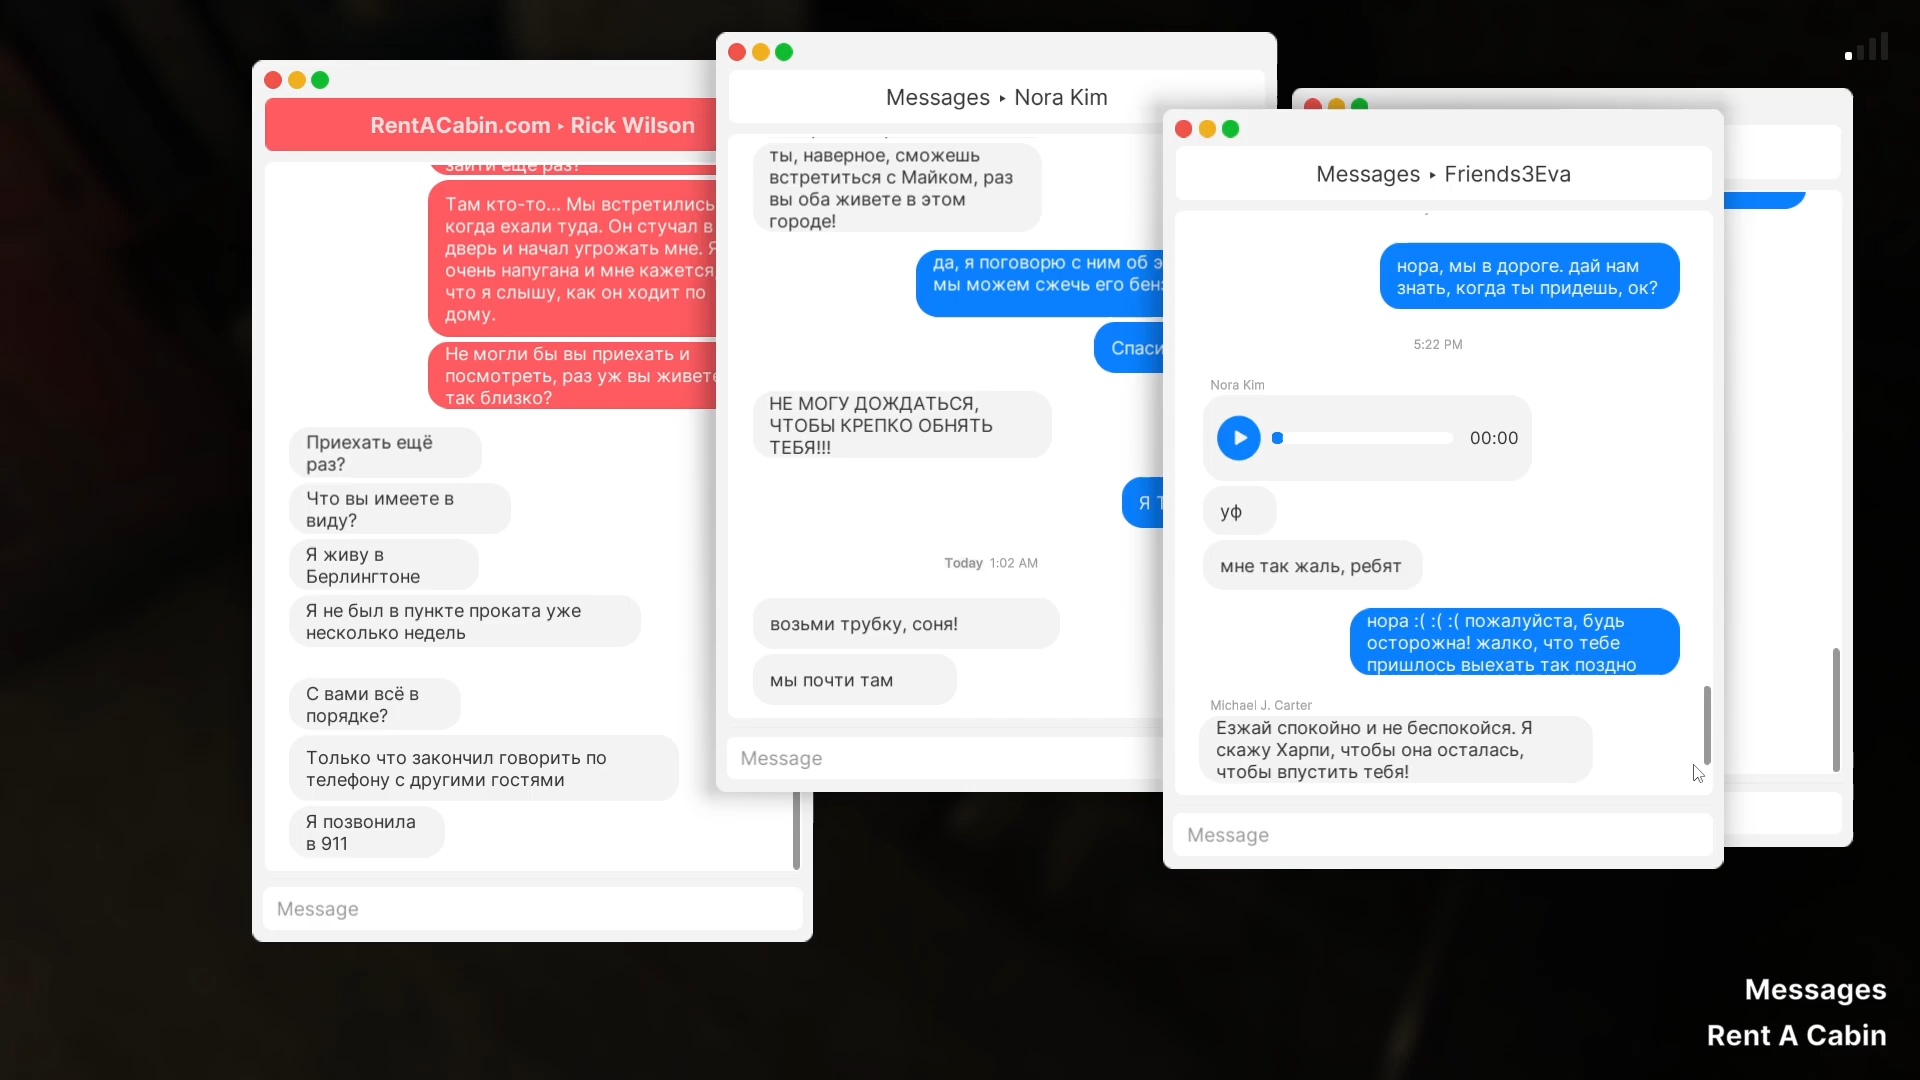 RentACabin.com ‣ Rick Wilson
зайти ещё раз?
Там кто-то... Мы встретились
когда ехали туда. Он стучал в
дверь и начал угрожать мне. Я
очень напугана и мне кажется,
что я слышу, как он ходит по
дому.
Не могли бы вы приехать и
посмотреть, раз уж вы живете
так близко?
Приехать ещё
раз?
Что вы имеете в
виду?
Я живу в
Берлингтоне
Я не был в пункте проката уже
несколько недель
С вами всё в
порядке?
Только что закончил говорить по
телефону с другими гостями
Я позвонила
в 911
Message
Messages ‣ Nora Kim
ты, наверное, сможешь
встретиться с Майком, раз
вы оба живете в этом
городе!
да, я поговорю с ним об э
мы можем сжечь его бен
Спаси
НЕ МОГУ ДОЖДАТЬСЯ,
ЧТОБЫ КРЕПКО ОБНЯТЬ
ТЕБЯ!!!
Я Т
Today 1:02 AM
возьми трубку, соня!
мы почти там
Message
Messages ‣ Friends3Eva
нора, мы в дороге. дай нам
знать, когда ты придешь, ок?
5:22 PM
Nora Kim
00:00
уф
мне так жаль, ребят
нора :( :( :( пожалуйста, будь
осторожна! жалко, что тебе
пришлось выехать так поздно
Michael J. Carter
Езжай спокойно и не беспокойся. Я
скажу Харпи, чтобы она осталась,
чтобы впустить тебя!
Message
Messages
Rent A Cabin